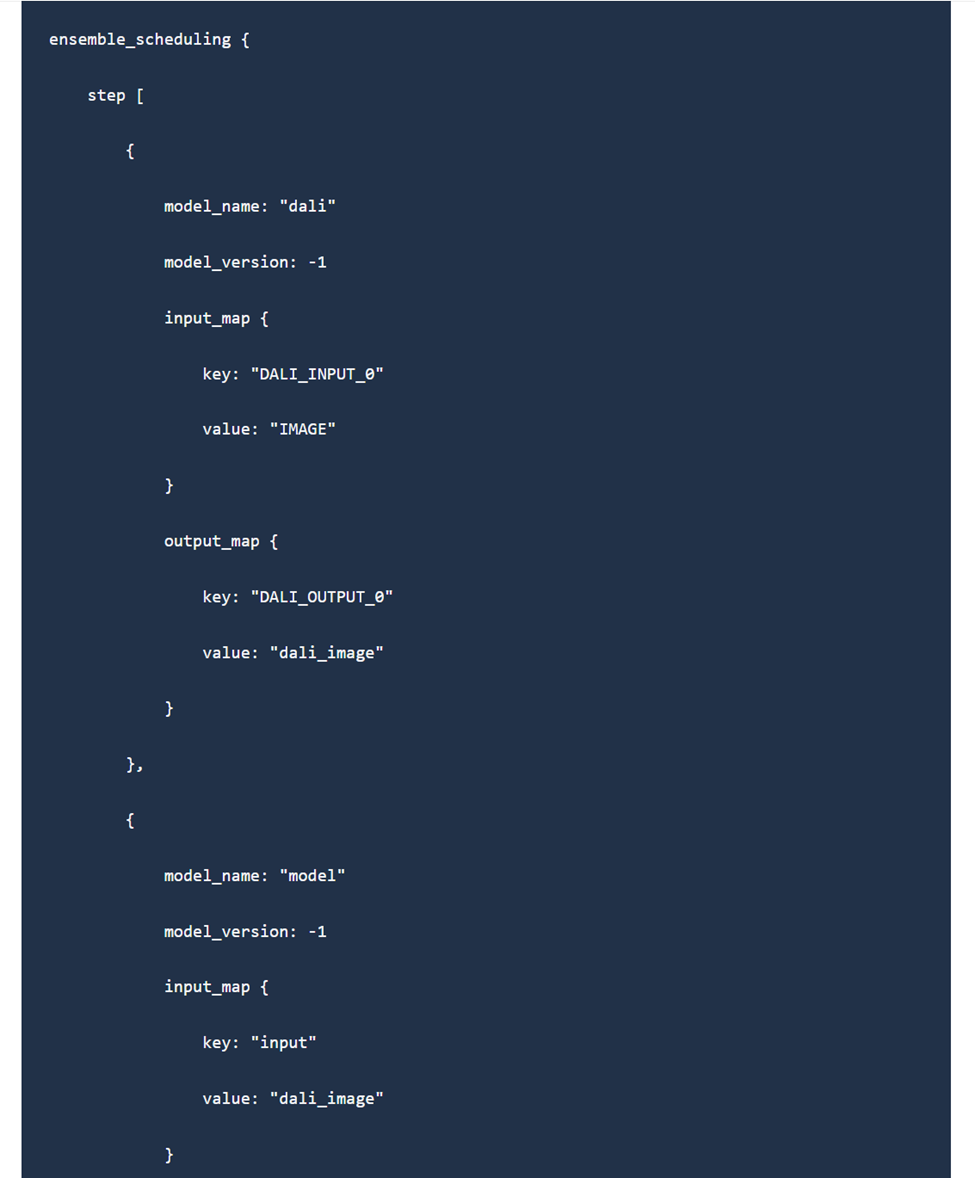 ensemble_scheduling {
step [
{
model_name: "dali"
model_version: -1
input_map {
key: "DALI_INPUT_0"
value: "IMAGE"
}
output_map {
key: "DALI_OUTPUT_0"
value: "dali_image"
}
},
{
model_name: "model"
model_version: -1
input_map {
key: "input"
value: "dali_image"
}